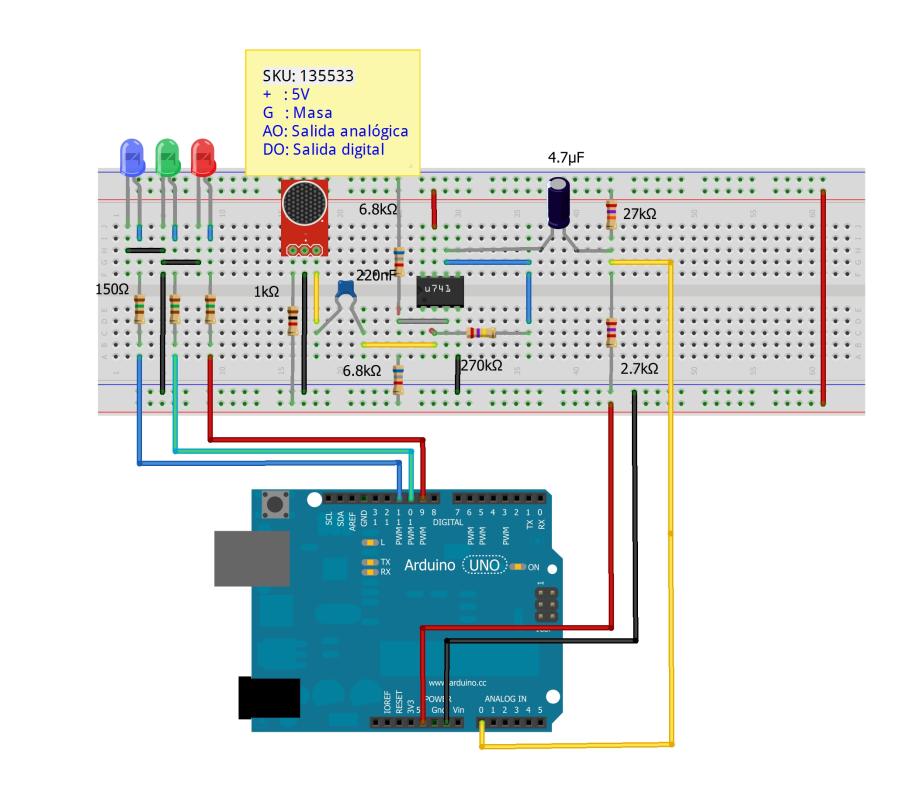 SKU: 135533
+ : 5V
G : Masa
AO: Salida analógica
DO: Salida digital
4.7µF
6.8kΩ
27kΩ
220nF
150Ω
1kΩ
u741
6.8kΩ
270kΩ
2.7kΩ
SCL
SDA
AREF
GND
13
12
PWM 11
PWM 10
PWM 9
8
7
PWM 6
PWM 5
4
PWM 3
2
TX 1
RX 0
DIGITAL
L
TX
RX
Arduino UNO
ON
1
www.arduino.cc
POWER
ANALOG IN
IOREF
RESET
3V3
5
Gnd
Vin
0 1 2 3 4 5